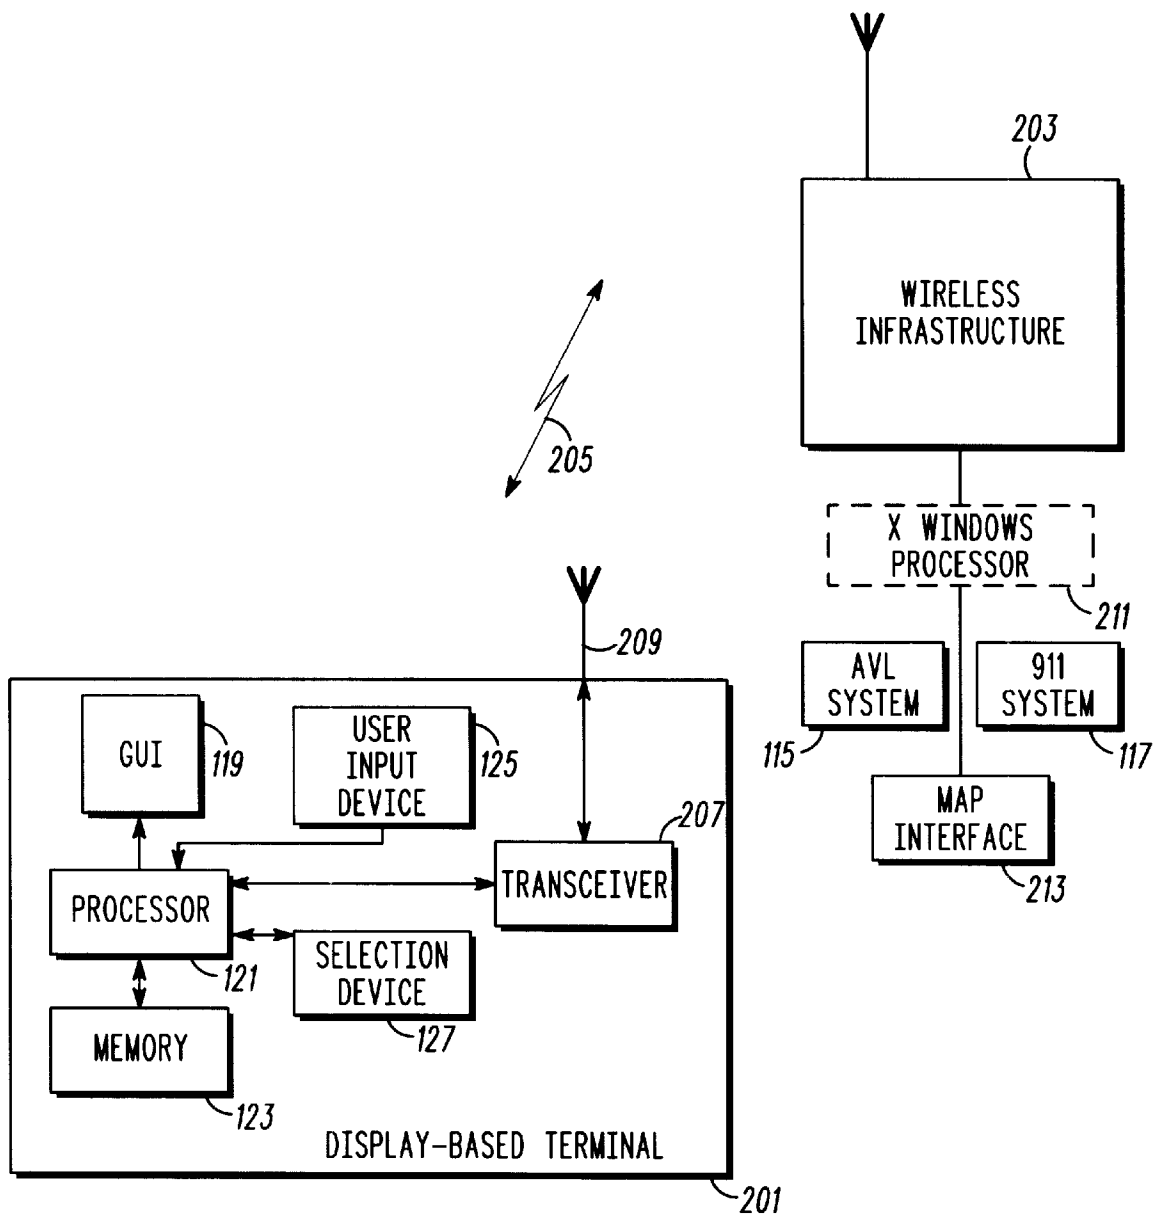 203
WIRELESS
INFRASTRUCTURE
205
X WINDOWS
PROCESSOR
211
209
AVL
SYSTEM
115
911
SYSTEM
117
MAP
INTERFACE
213
GUI
119
USER
INPUT
DEVICE
125
207
TRANSCEIVER
PROCESSOR
121
SELECTION
DEVICE
127
MEMORY
123
DISPLAY-BASED TERMINAL
201